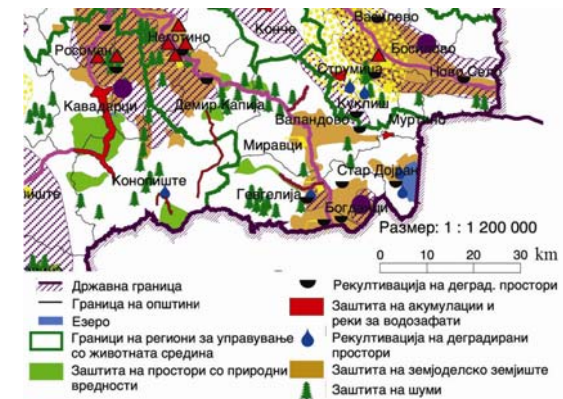 Конче
Василево
Неготино
Росоман
Босилово
Струмица
Ново Село
Куклиш
Кавадарци
Демир Капија
Валандово
Муртино
Миравци
Стар Дојран
Конопиште
иште
Гевгелија
Богданци
Размер: 1 : 1 200 000
0 10 20 30 km
Државна граница
Граница на општини
Езеро
Граници на региони за управување
со животната средина
Заштита на простори со природни
вредности
Рекултивација на деград. простори
Заштита на акумулации и
реки за водозафати
Рекултивација на деградирани
простори
Заштита на земјоделско земјиште
Заштита на шуми